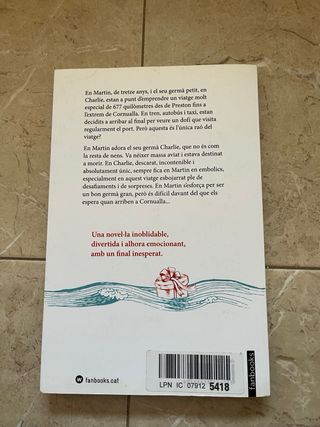 En Martin, de tretze anys, i el seu germà petit, en
Charlie, estan a punt d'emprendre un viatge molt
especial de 677 quilòmetres des de Preston fins a
l'extrem de Cornualla. En tren, autobús i taxi, estan
decidits a arribar al final per veure un dofí que visita
regularment el port. Però aquesta és l'única raó del
viatge?
En Martin adora el seu germà Charlie, que no és com
la resta de nens. Va néixer massa aviat i estava destinat
a morir. En Charlie, descarat, incontenible i
absolutament únic, sempre fica en Martin en embolics,
especialment en aquest viatge esbojarrat ple de
desafiaments i de sorpreses. En Martin s'esforça per ser
un bon germà gran, però és difícil davant del que els
espera quan arriben a Cornualla...
Una novel·la inoblidable,
divertida i alhora emocionant,
amb un final inesperat.
fanbooks.cat
LPN IC 07912 5418
fanbooks